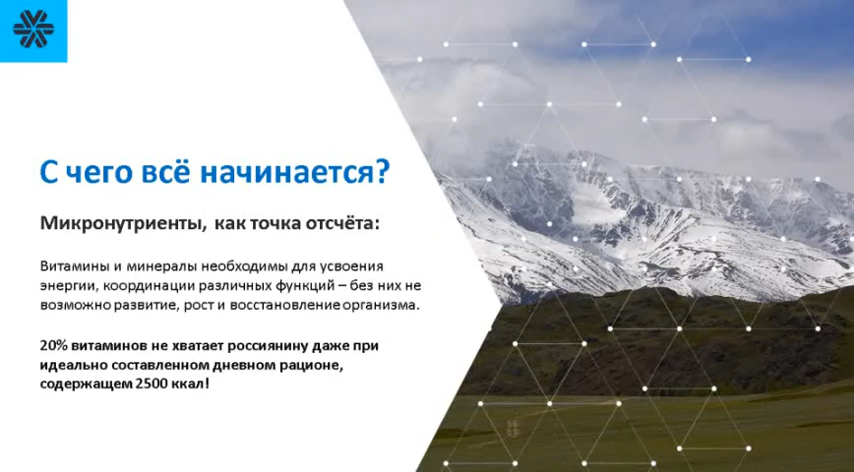 С чего всё начинается?
Микронутриенты, как точка отсчёта:
Витамины и минералы необходимы для усвоения
энергии, координации различных функций – без них не
возможно развитие, рост и восстановление организма.
20% витаминов не хватает россиянину даже при
идеально составленном дневном рационе,
содержащем 2500 ккал!